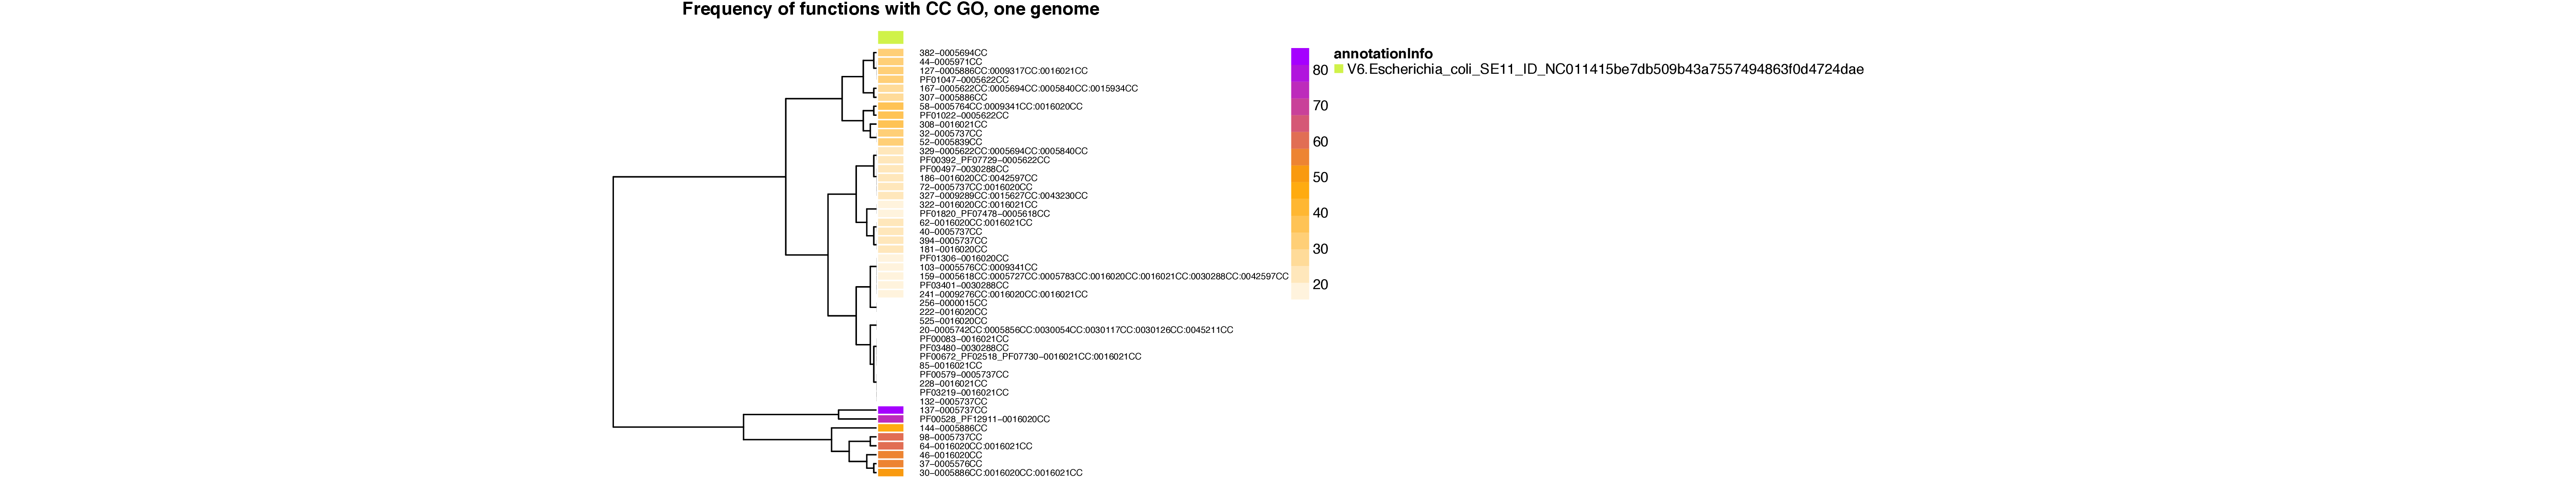 Frequency of functions with CC GO, one genome
382−0005694CC
44−0005971CC
127−0005886CC:0009317CC:0016021CC
PF01047−0005622CC
167−0005622CC:0005694CC:0005840CC:0015934CC
307−0005886CC
58−0005764CC:0009341CC:0016020CC
PF01022−0005622CC
308−0016021CC
32−0005737CC
52−0005839CC
329−0005622CC:0005694CC:0005840CC
PF00392_PF07729−0005622CC
PF00497−0030288CC
186−0016020CC:0042597CC
72−0005737CC:0016020CC
327−0009289CC:0015627CC:0043230CC
322−0016020CC:0016021CC
PF01820_PF07478−0005618CC
62−0016020CC:0016021CC
40−0005737CC
394−0005737CC
181−0016020CC
PF01306−0016020CC
103−0005576CC:0009341CC
159−0005618CC:0005727CC:0005783CC:0016020CC:0016021CC:0030288CC:0042597CC
PF03401−0030288CC
241−0009276CC:0016020CC:0016021CC
256−0000015CC
222−0016020CC
525−0016020CC
20−0005742CC:0005856CC:0030054CC:0030117CC:0030126CC:0045211CC
PF00083−0016021CC
PF03480−0030288CC
PF00672_PF02518_PF07730−0016021CC:0016021CC
85−0016021CC
PF00579−0005737CC
228−0016021CC
PF03219−0016021CC
132−0005737CC
137−0005737CC
PF00528_PF12911−0016020CC
144−0005886CC
98−0005737CC
64−0016020CC:0016021CC
46−0016020CC
37−0005576CC
30−0005886CC:0016020CC:0016021CC
80
70
60
50
40
30
20
annotationInfo
V6.Escherichia_coli_SE11_ID_NC011415be7db509b43a7557494863f0d4724dae